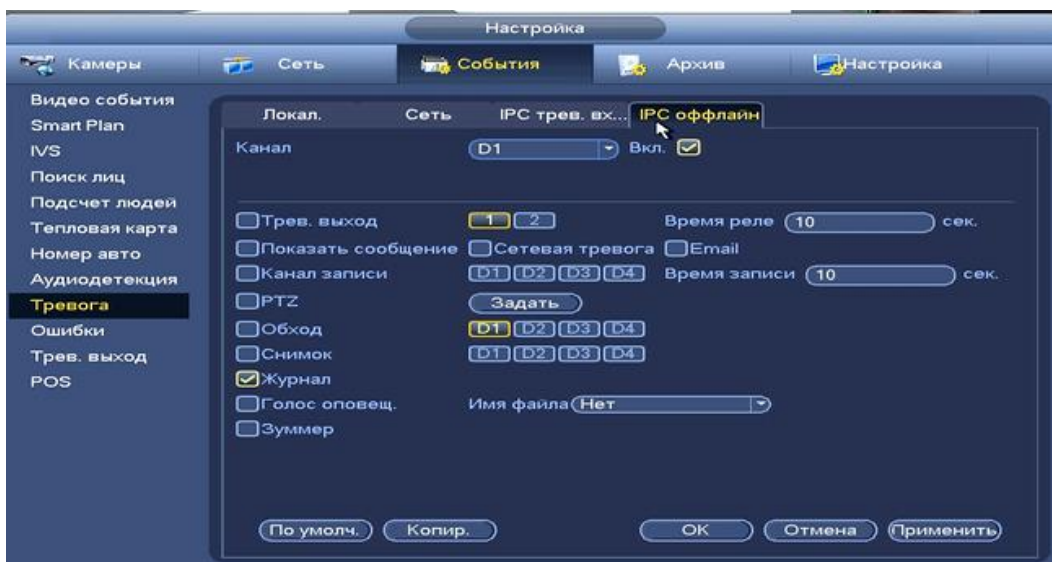 Настройка
Камеры Сеть События Архив Настройка
Видео события
Smart Plan
IVS
Поиск лиц
Подсчет людей
Тепловая карта
Номер авто
Аудиодетекция
Тревога
Ошибки
Трев. выход
POS
Локал. Сеть IPC трев. вх... IPC оффлайн
Канал D1 Вкл.
Трев. выход 1 2 Время реле 10 сек.
Показать сообщение Сетевая тревога Email
Канал записи D1 D2 D3 D4 Время записи 10 сек.
PTZ Задать
Обход D1 D2 D3 D4
Снимок D1 D2 D3 D4
Журнал
Голос оповещ. Имя файла Нет
Зуммер
По умолч. Копир. OK Отмена Применить